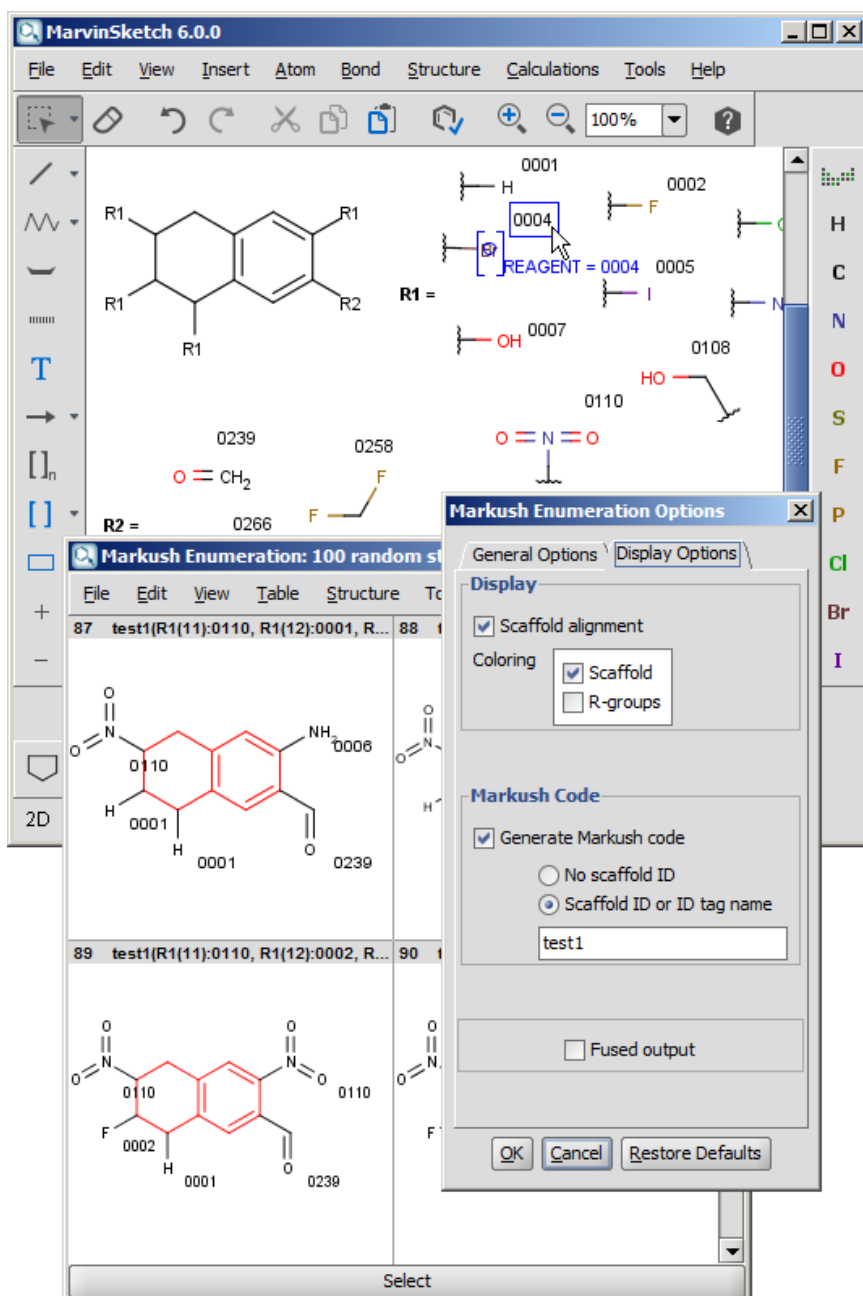 MarvinSketch 6.0.0
File Edit View Insert Atom Bond Structure Calculations Tools Help
100%
R1 R1 R1 R2 R1
R1 =
H 0001
F 0002
0004
Br
REAGENT = 0004
0005
I
N
OH 0007
HO 0108
0110
O N O
0239
O CH2
0258
F F
R2 =
0266
T
[ ]n
[ ]
+
−
2D
H
C
N
O
S
F
P
Cl
Br
I
Markush Enumeration: 100 random st
File Edit View Table Structure To
87 test1(R1(11):0110, R1(12):0001, R... 88
O
N
O
0110
NH2
0006
H
0001
H
0001
O
0239
89 test1(R1(11):0110, R1(12):0002, R... 90
O O
N N
O O
0110 0110
F
0002
H
0001
O
0239
Select
Markush Enumeration Options
General Options Display Options
Display
Scaffold alignment
Coloring
Scaffold
R-groups
Markush Code
Generate Markush code
No scaffold ID
Scaffold ID or ID tag name
test1
Fused output
OK Cancel Restore Defaults